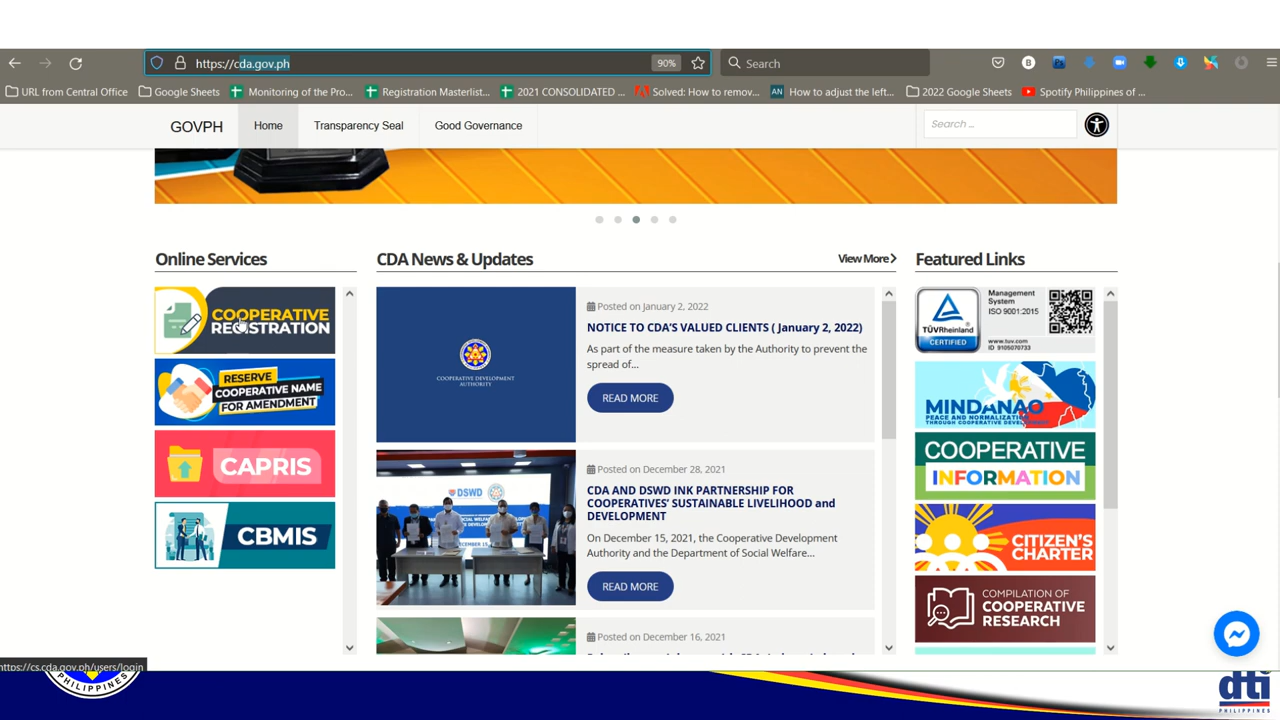 https://cda.gov.ph
90%
Search
URL from Central Office
Google Sheets
Monitoring of the Pro...
Registration Masterlist...
2021 CONSOLIDATED ...
Solved: How to remov...
AN
How to adjust the left...
2022 Google Sheets
Spotify Philippines of ...
GOVPH
Home
Transparency Seal
Good Governance
Search ...
Online Services
COOPERATIVE
REGISTRATION
RESERVE
COOPERATIVE NAME
FOR AMENDMENT
CAPRIS
CBMIS
CDA News & Updates
View More
COOPERATIVE DEVELOPMENT
AUTHORITY
Posted on January 2, 2022
NOTICE TO CDA'S VALUED CLIENTS ( January 2, 2022)
As part of the measure taken by the Authority to prevent the
spread of...
READ MORE
DSWD
Posted on December 28, 2021
CDA AND DSWD INK PARTNERSHIP FOR
COOPERATIVES' SUSTAINABLE LIVELIHOOD and
DEVELOPMENT
On December 15, 2021, the Cooperative Development
Authority and the Department of Social Welfare...
READ MORE
Posted on December 16, 2021
Featured Links
TÜVRheinland
CERTIFIED
Management
System
ISO 9001:2015
www.tuv.com
ID 9105070733
MINDANAO
PEACE AND NORMALIZATION
THROUGH COOPERATIVE DEVELOPMENT
COOPERATIVE
INFORMATION
CITIZEN'S
CHARTER
COMPILATION OF
COOPERATIVE
RESEARCH
https://cs.cda.gov.ph/users/login
PHILIPPINES
dti
PHILIPPINES